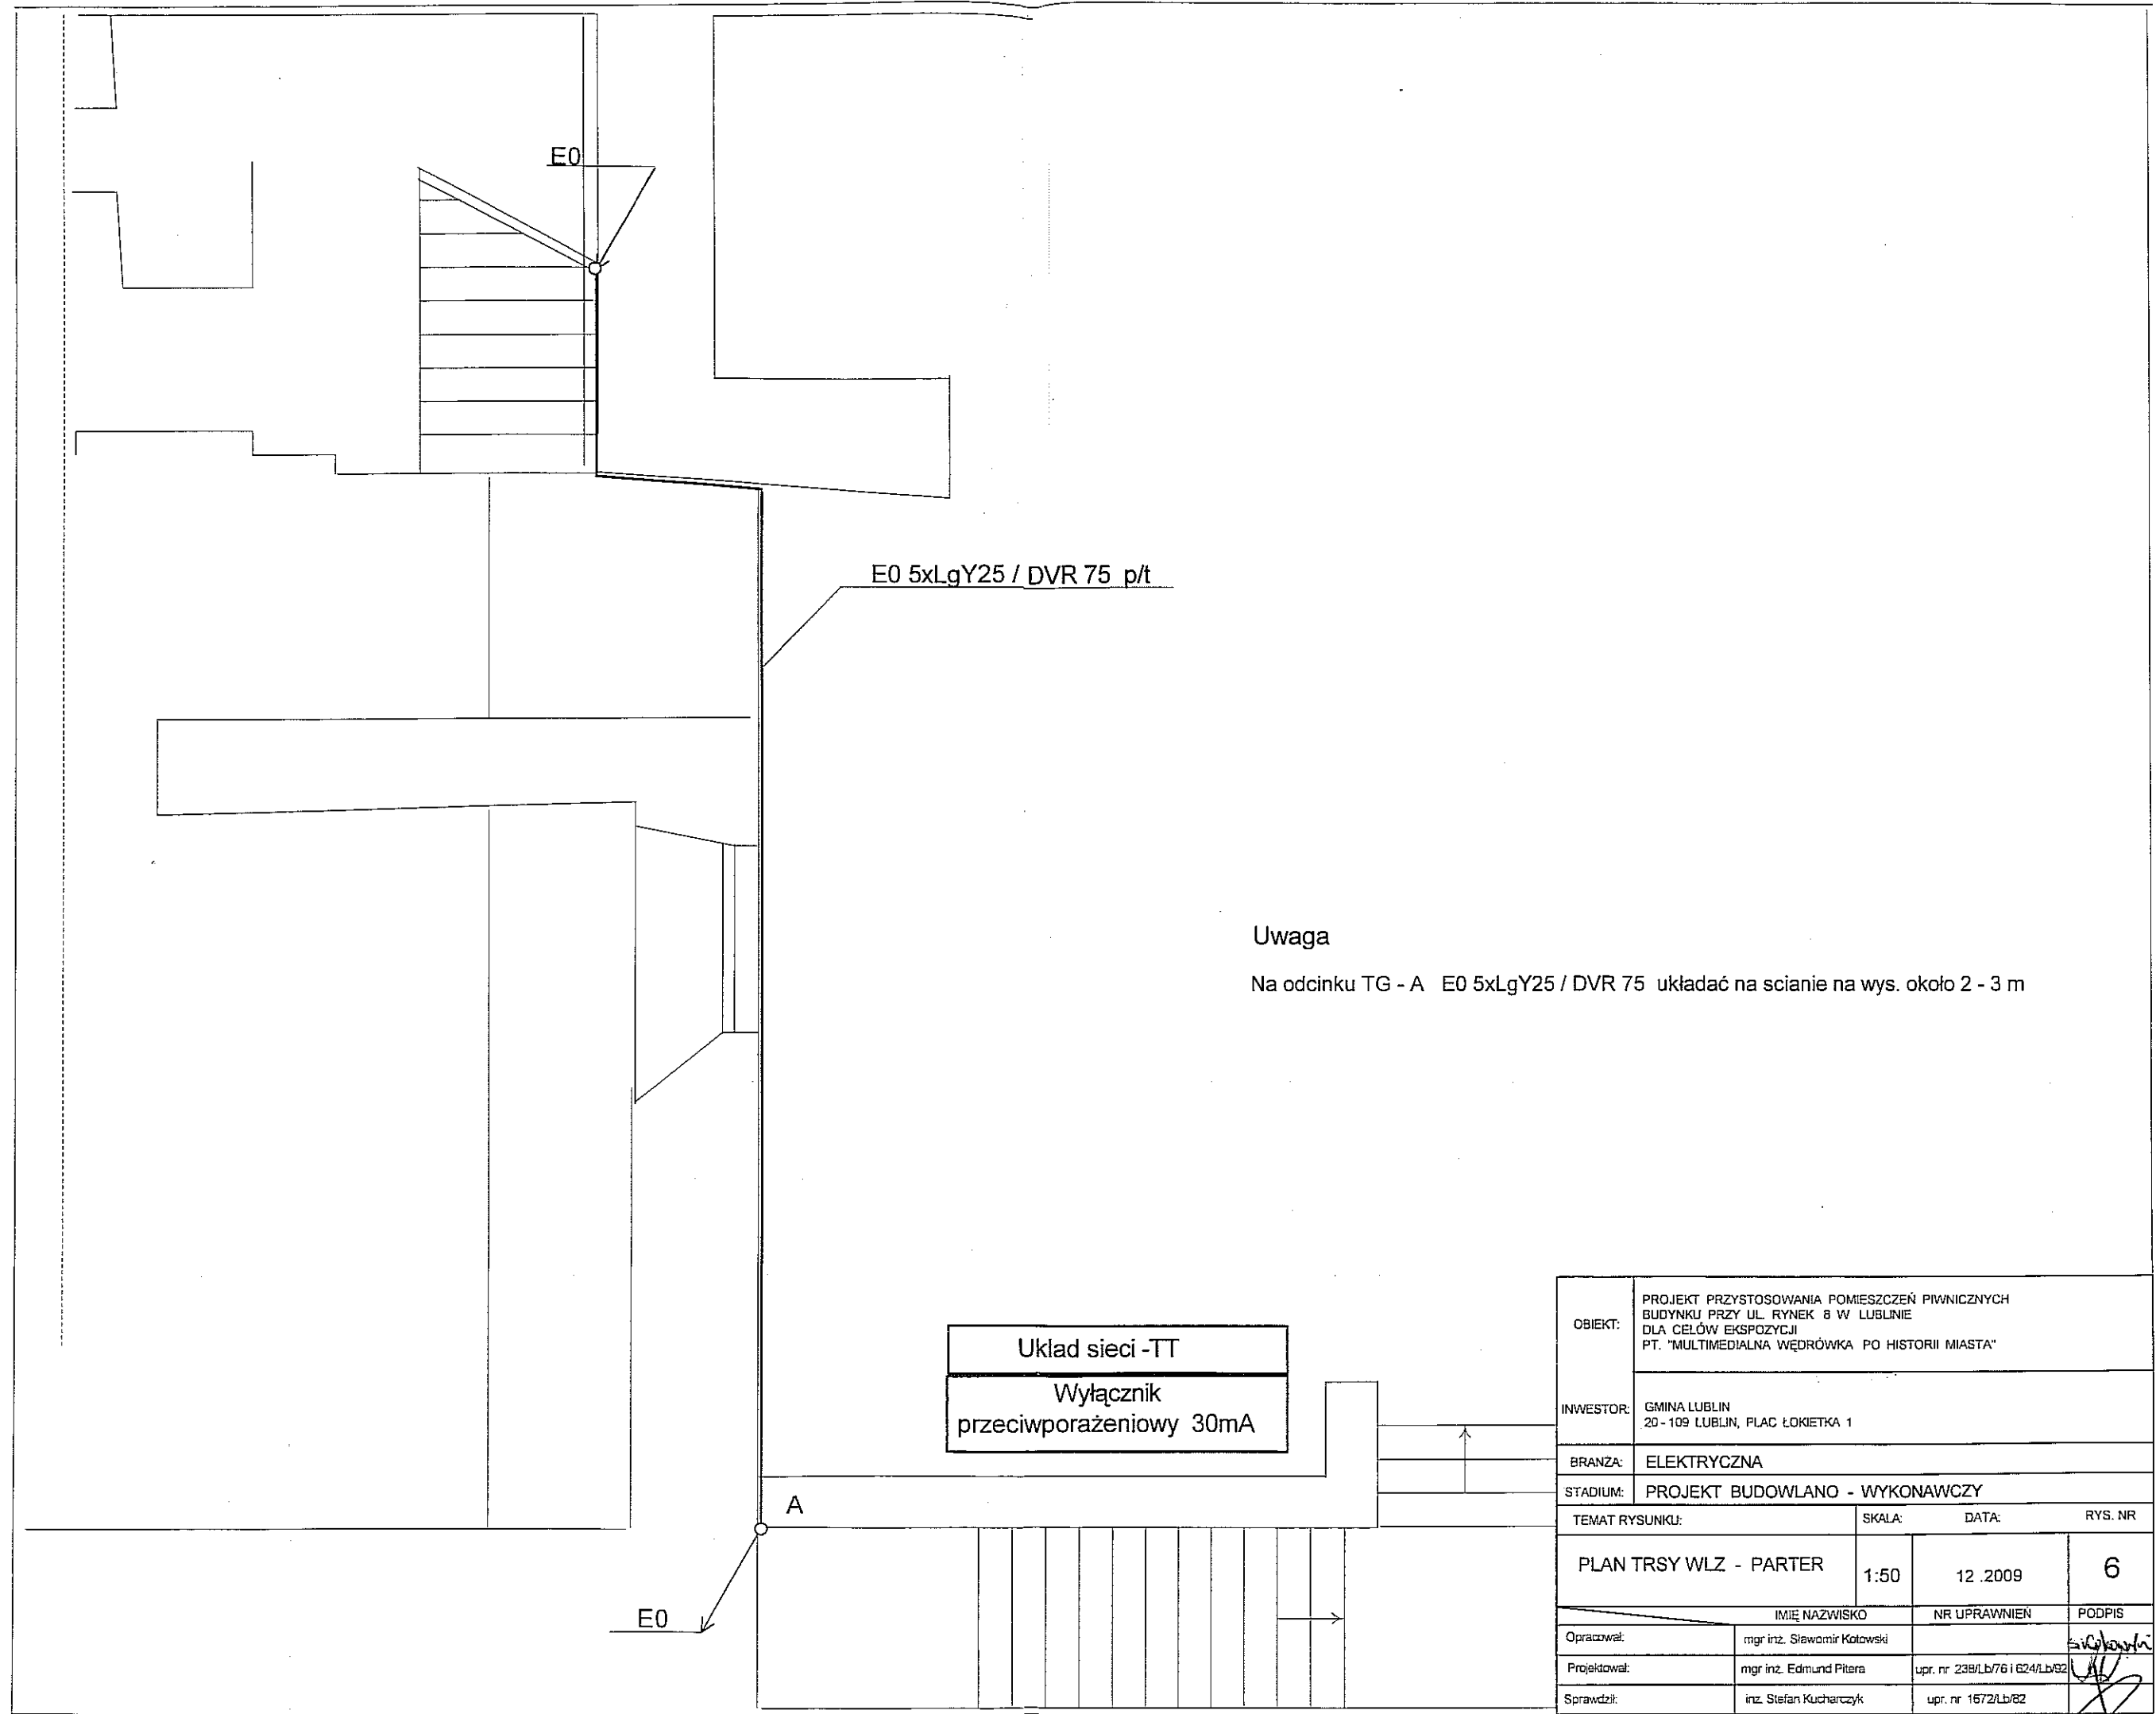 E0
E0 5xLgY25 / DVR 75 p/t
Uwaga
Na odcinku TG - A E0 5xLgY25 / DVR 75 układać na scianie na wys. około 2 - 3 m
Uklad sieci -TT
Wyłącznik
przeciwporażeniowy 30mA
A
E0
OBIEKT:
PROJEKT PRZYSTOSOWANIA POMIESZCZEŃ PIWNICZNYCH
BUDYNKU PRZY UL. RYNEK 8 W LUBLINIE
DLA CELÓW EKSPOZYCJI
PT. "MULTIMEDIALNA WĘDRÓWKA PO HISTORII MIASTA"
INWESTOR:
GMINA LUBLIN
20 - 109 LUBLIN, PLAC ŁOKIETKA 1
BRANŻA: ELEKTRYCZNA
STADIUM: PROJEKT BUDOWLANO - WYKONAWCZY
TEMAT RYSUNKU: SKALA: DATA: RYS. NR
PLAN TRSY WLZ - PARTER 1:50 12 .2009 6
IMIĘ NAZWISKO NR UPRAWNIEŃ PODPIS
Opracował: mgr inż. Sławomir Kotowski
Projektował: mgr inż. Edmund Pitera upr. nr 238/Lb/76 i 624/Lb/92
Sprawdził: inż. Stefan Kucharczyk upr. nr 1672/Lb/82